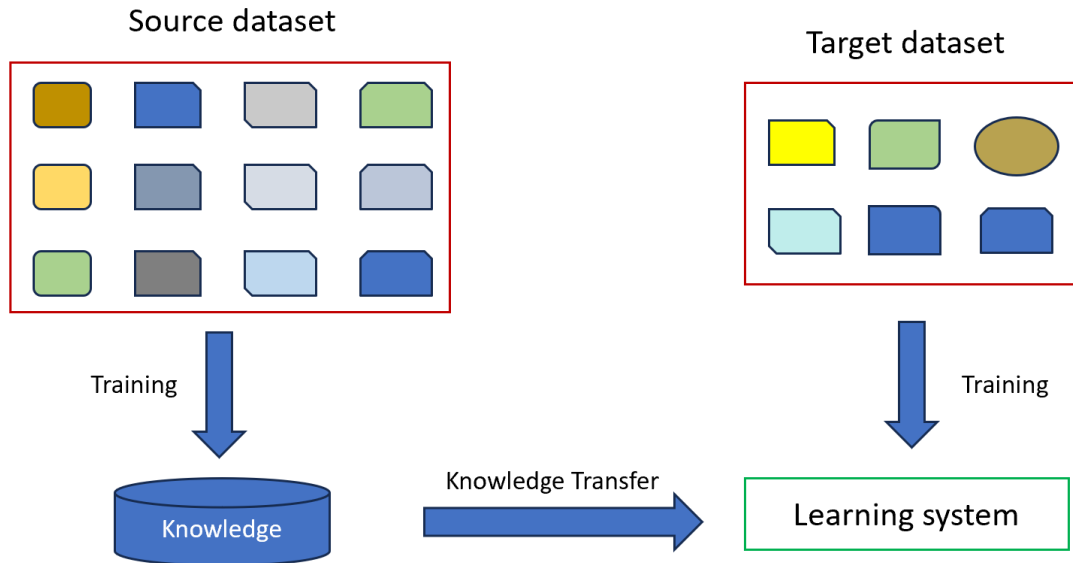 Source dataset
Target dataset
Training
Training
Knowledge Transfer
Knowledge
Learning system